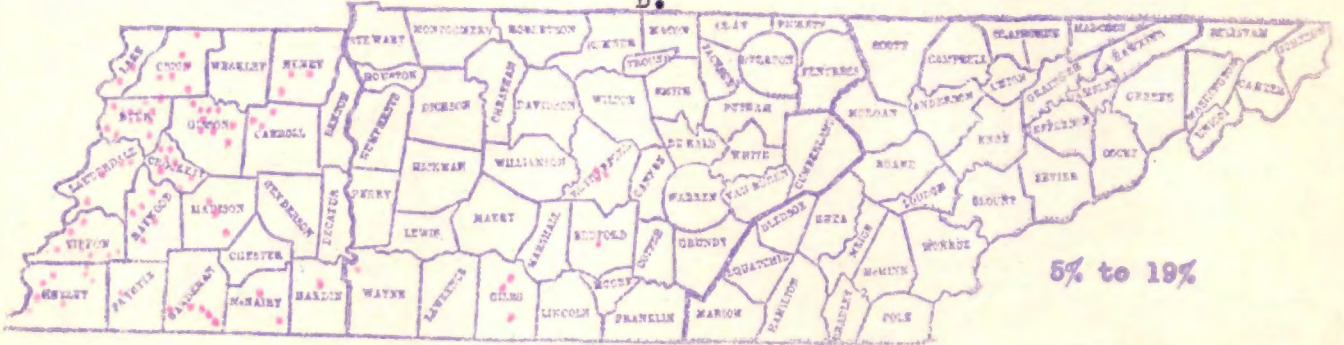 B.
STEWART MONTGOMERY ROBERTSON SUMNER MACON CLAY PICKETT SCOTT CLAIBORNE HANCOCK SULLIVAN JOHNSON
LAKE OBION WEAKLEY HENRY HOUSTON CHEATHAM TROUSD JACKSON OVERTON FENTRESS CAMPBELL UNION GRAINGER HAWKINS
DYER GIBSON CARROLL BENTON HUMPHREYS DICKSON DAVIDSON WILSON SMITH PUTNAM MORGAN ANDERSON KNOX JEFFERSON GREENE WASHINGTON CARTER UNICOI
LAUDERDALE CROCKETT HICKMAN WILLIAMSON RUTHERFORD CANNON DE KALB WHITE CUMBERLAND ROANE LOUDON BLOUNT SEVIER COCKE
TIPTON HAYWOOD MADISON HENDERSON DECATUR PERRY LEWIS MAURY MARSHALL BEDFORD COFFEE WARREN VAN BUREN GRUNDY BLEDSOE RHEA MEIGS MONROE
CHESTER MOORE SEQUATCHIE McMINN 5% to 19%
SHELBY FAYETTE HARDEMAN McNAIRY HARDIN WAYNE LAWRENCE GILES LINCOLN FRANKLIN MARION HAMILTON BRADLEY POLK